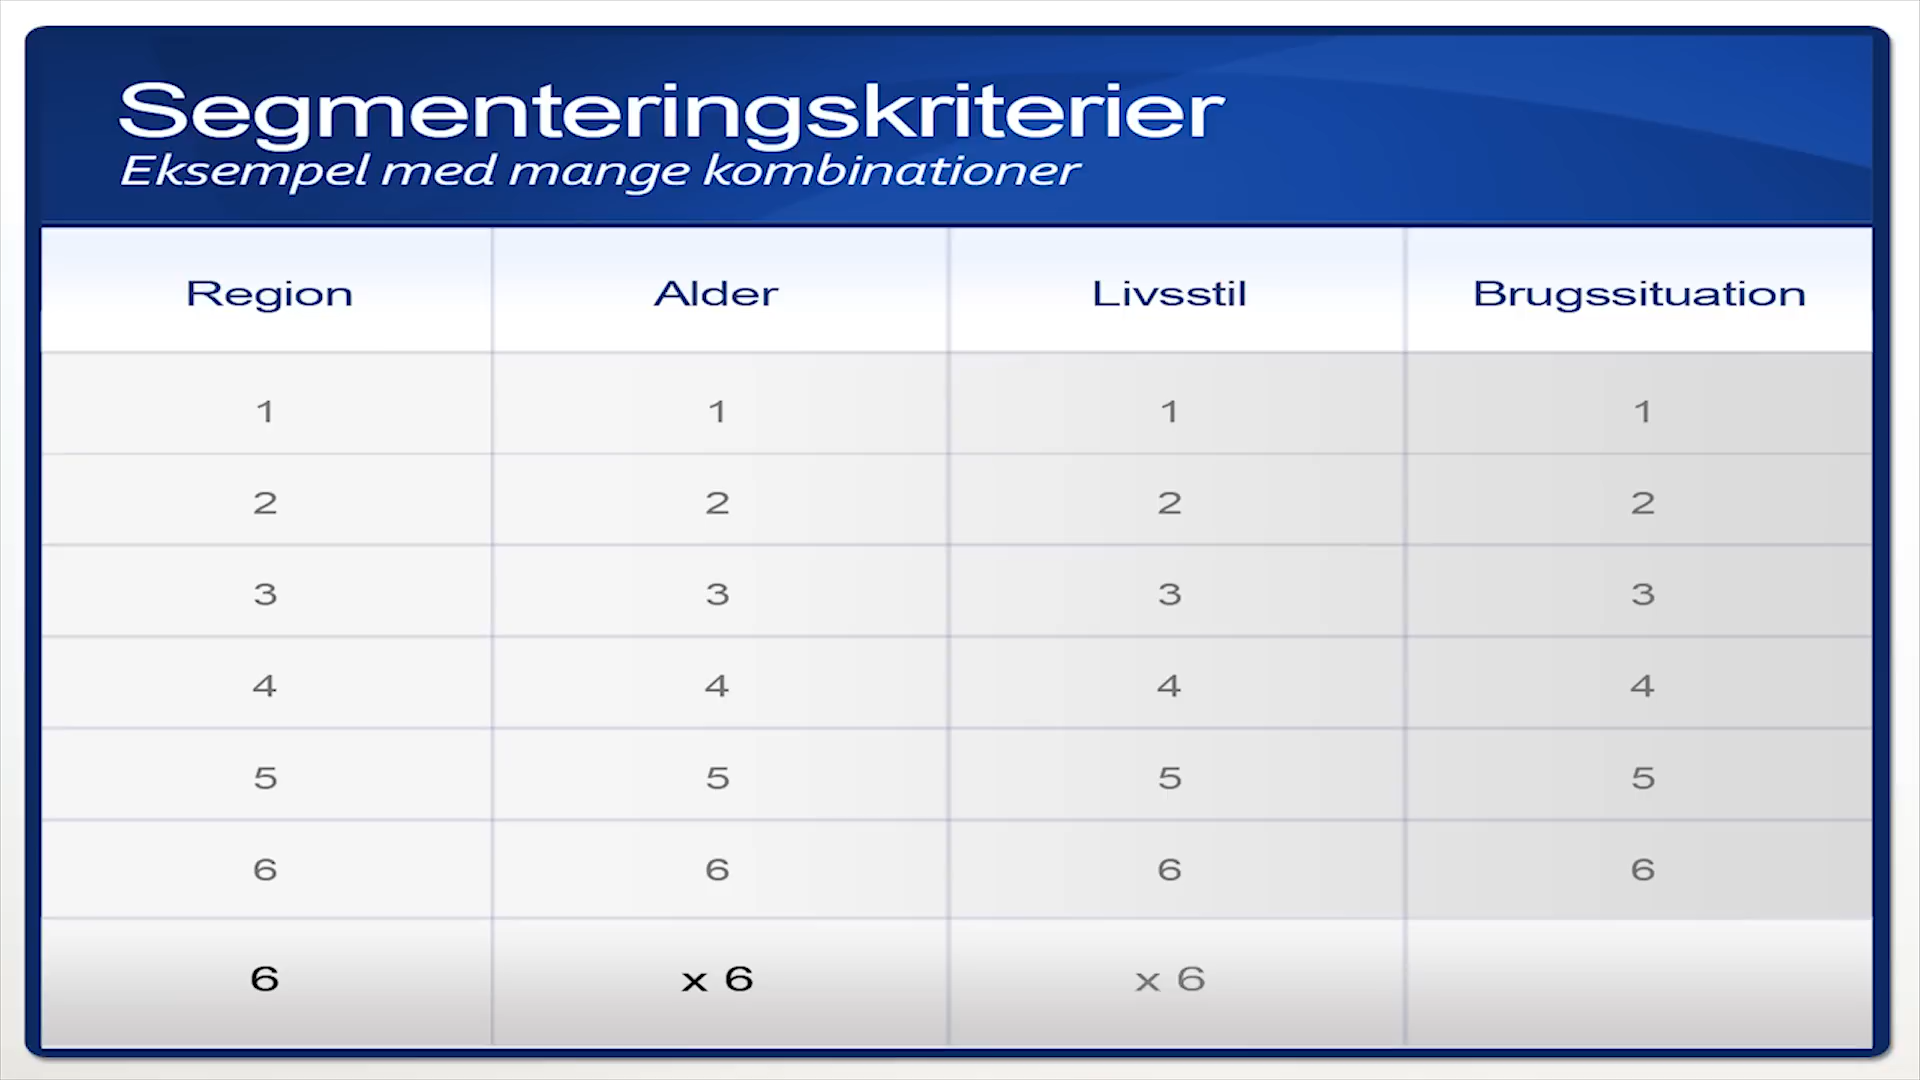 Segmenteringskriterier
Eksempel med mange kombinationer
Region Alder Livsstil Brugssituation
1 1 1 1
2 2 2 2
3 3 3 3
4 4 4 4
5 5 5 5
6 6 6 6
6 x 6 x 6